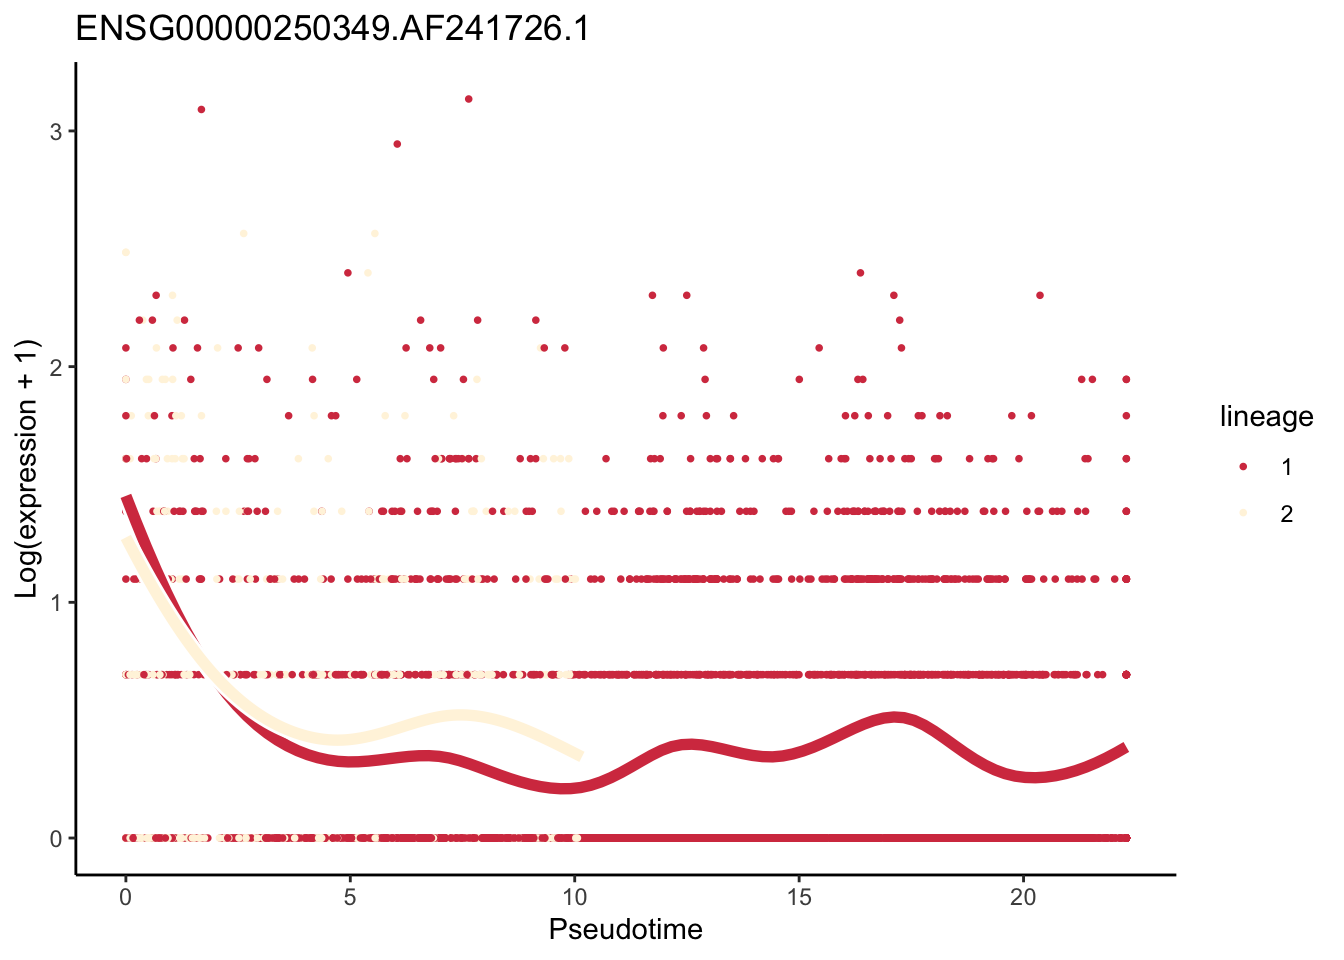 ENSG00000250349.AF241726.1
Log(expression + 1)
3
2
1
0
0 5 10 15 20
Pseudotime
lineage
1
2